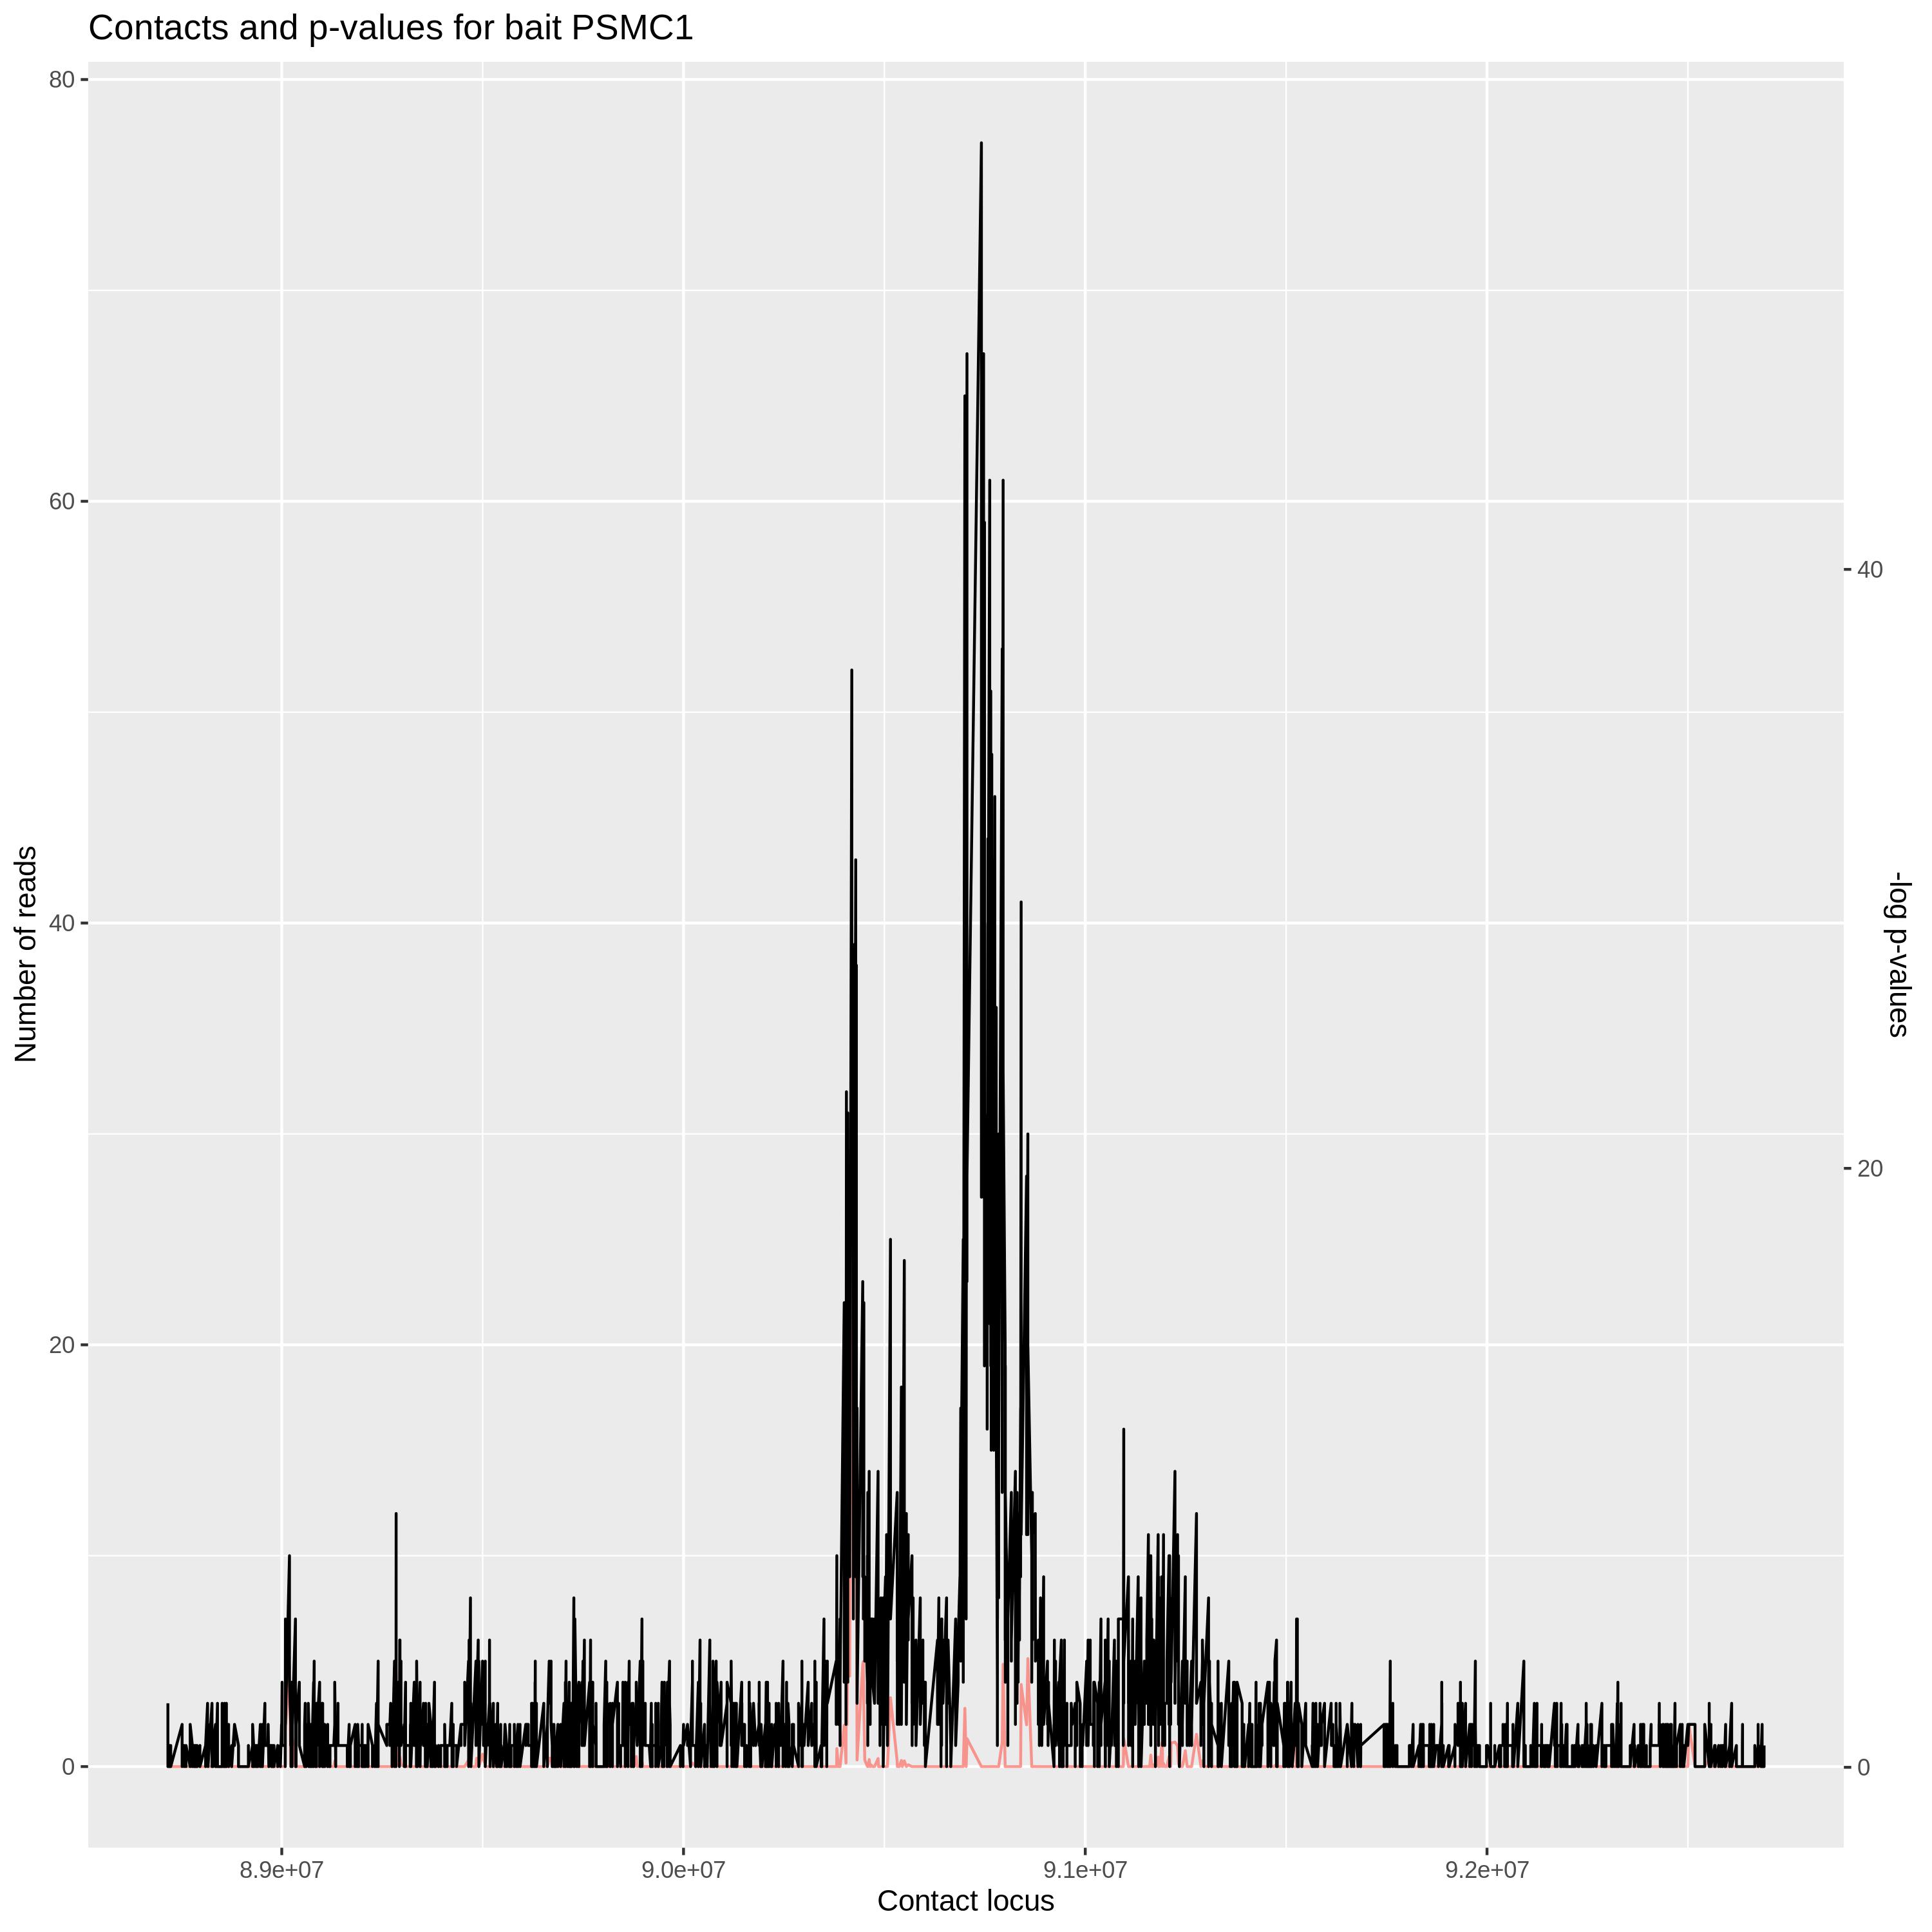 Contacts and p-values for bait PSMC1
80
60
40
20
0
Number of reads
40
20
0
-log p-values
8.9e+07
9.0e+07
9.1e+07
9.2e+07
Contact locus